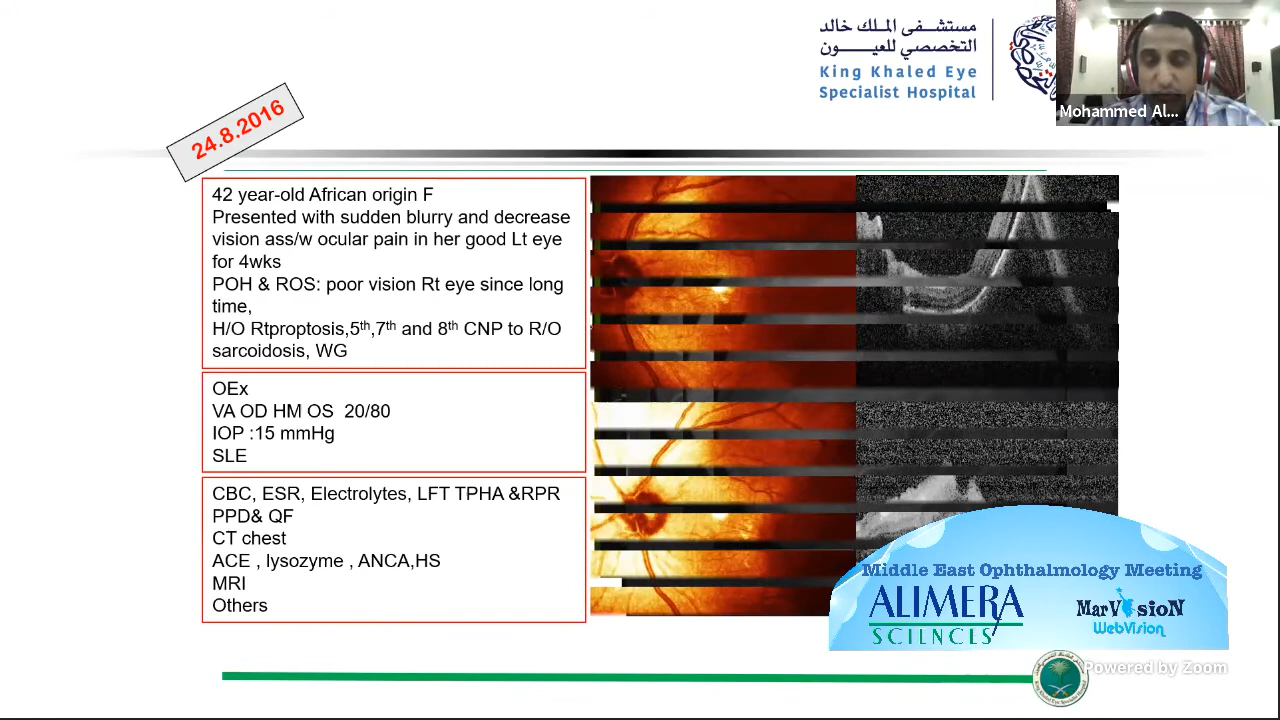 مستشفى الملك خالد
التخصصي للعيون
King Khaled Eye
Specialist Hospital
Mohammed Al...
24.8.2016
42 year-old African origin F
Presented with sudden blurry and decrease
vision ass/w ocular pain in her good Lt eye
for 4wks
POH & ROS: poor vision Rt eye since long
time,
H/O Rtproptosis,5th,7th and 8th CNP to R/O
sarcoidosis, WG
OEx
VA OD HM OS 20/80
IOP :15 mmHg
SLE
CBC, ESR, Electrolytes, LFT TPHA &RPR
PPD& QF
CT chest
ACE , lysozyme , ANCA,HS
MRI
Others
Middle East Ophthalmology Meeting
ALIMERA
SCIENCES
MarVision
WebVision
Powered by Zoom